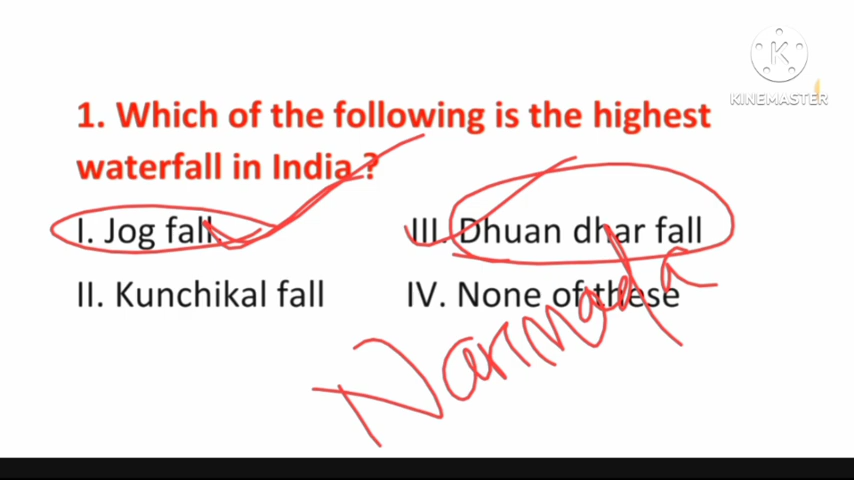 KINEMASTER
1. Which of the following is the highest
waterfall in India ?
I. Jog fall
III. Dhuan dhar fall
II. Kunchikal fall
IV. None of these
Narmada